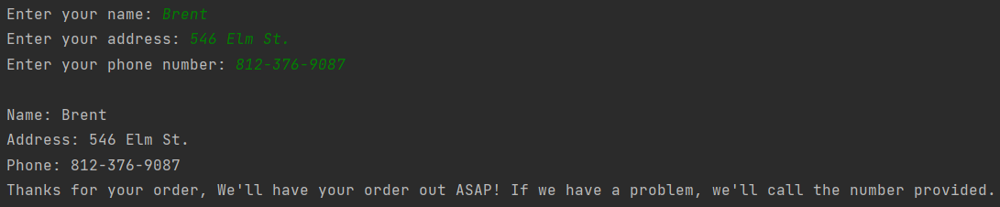 Enter your name: Brent
Enter your address: 546 Elm St.
Enter your phone number: 812-376-9087
Name: Brent
Address: 546 Elm St.
Phone: 812-376-9087
Thanks for your order, We'll have your order out ASAP! If we have a problem, we'll call the number provided.